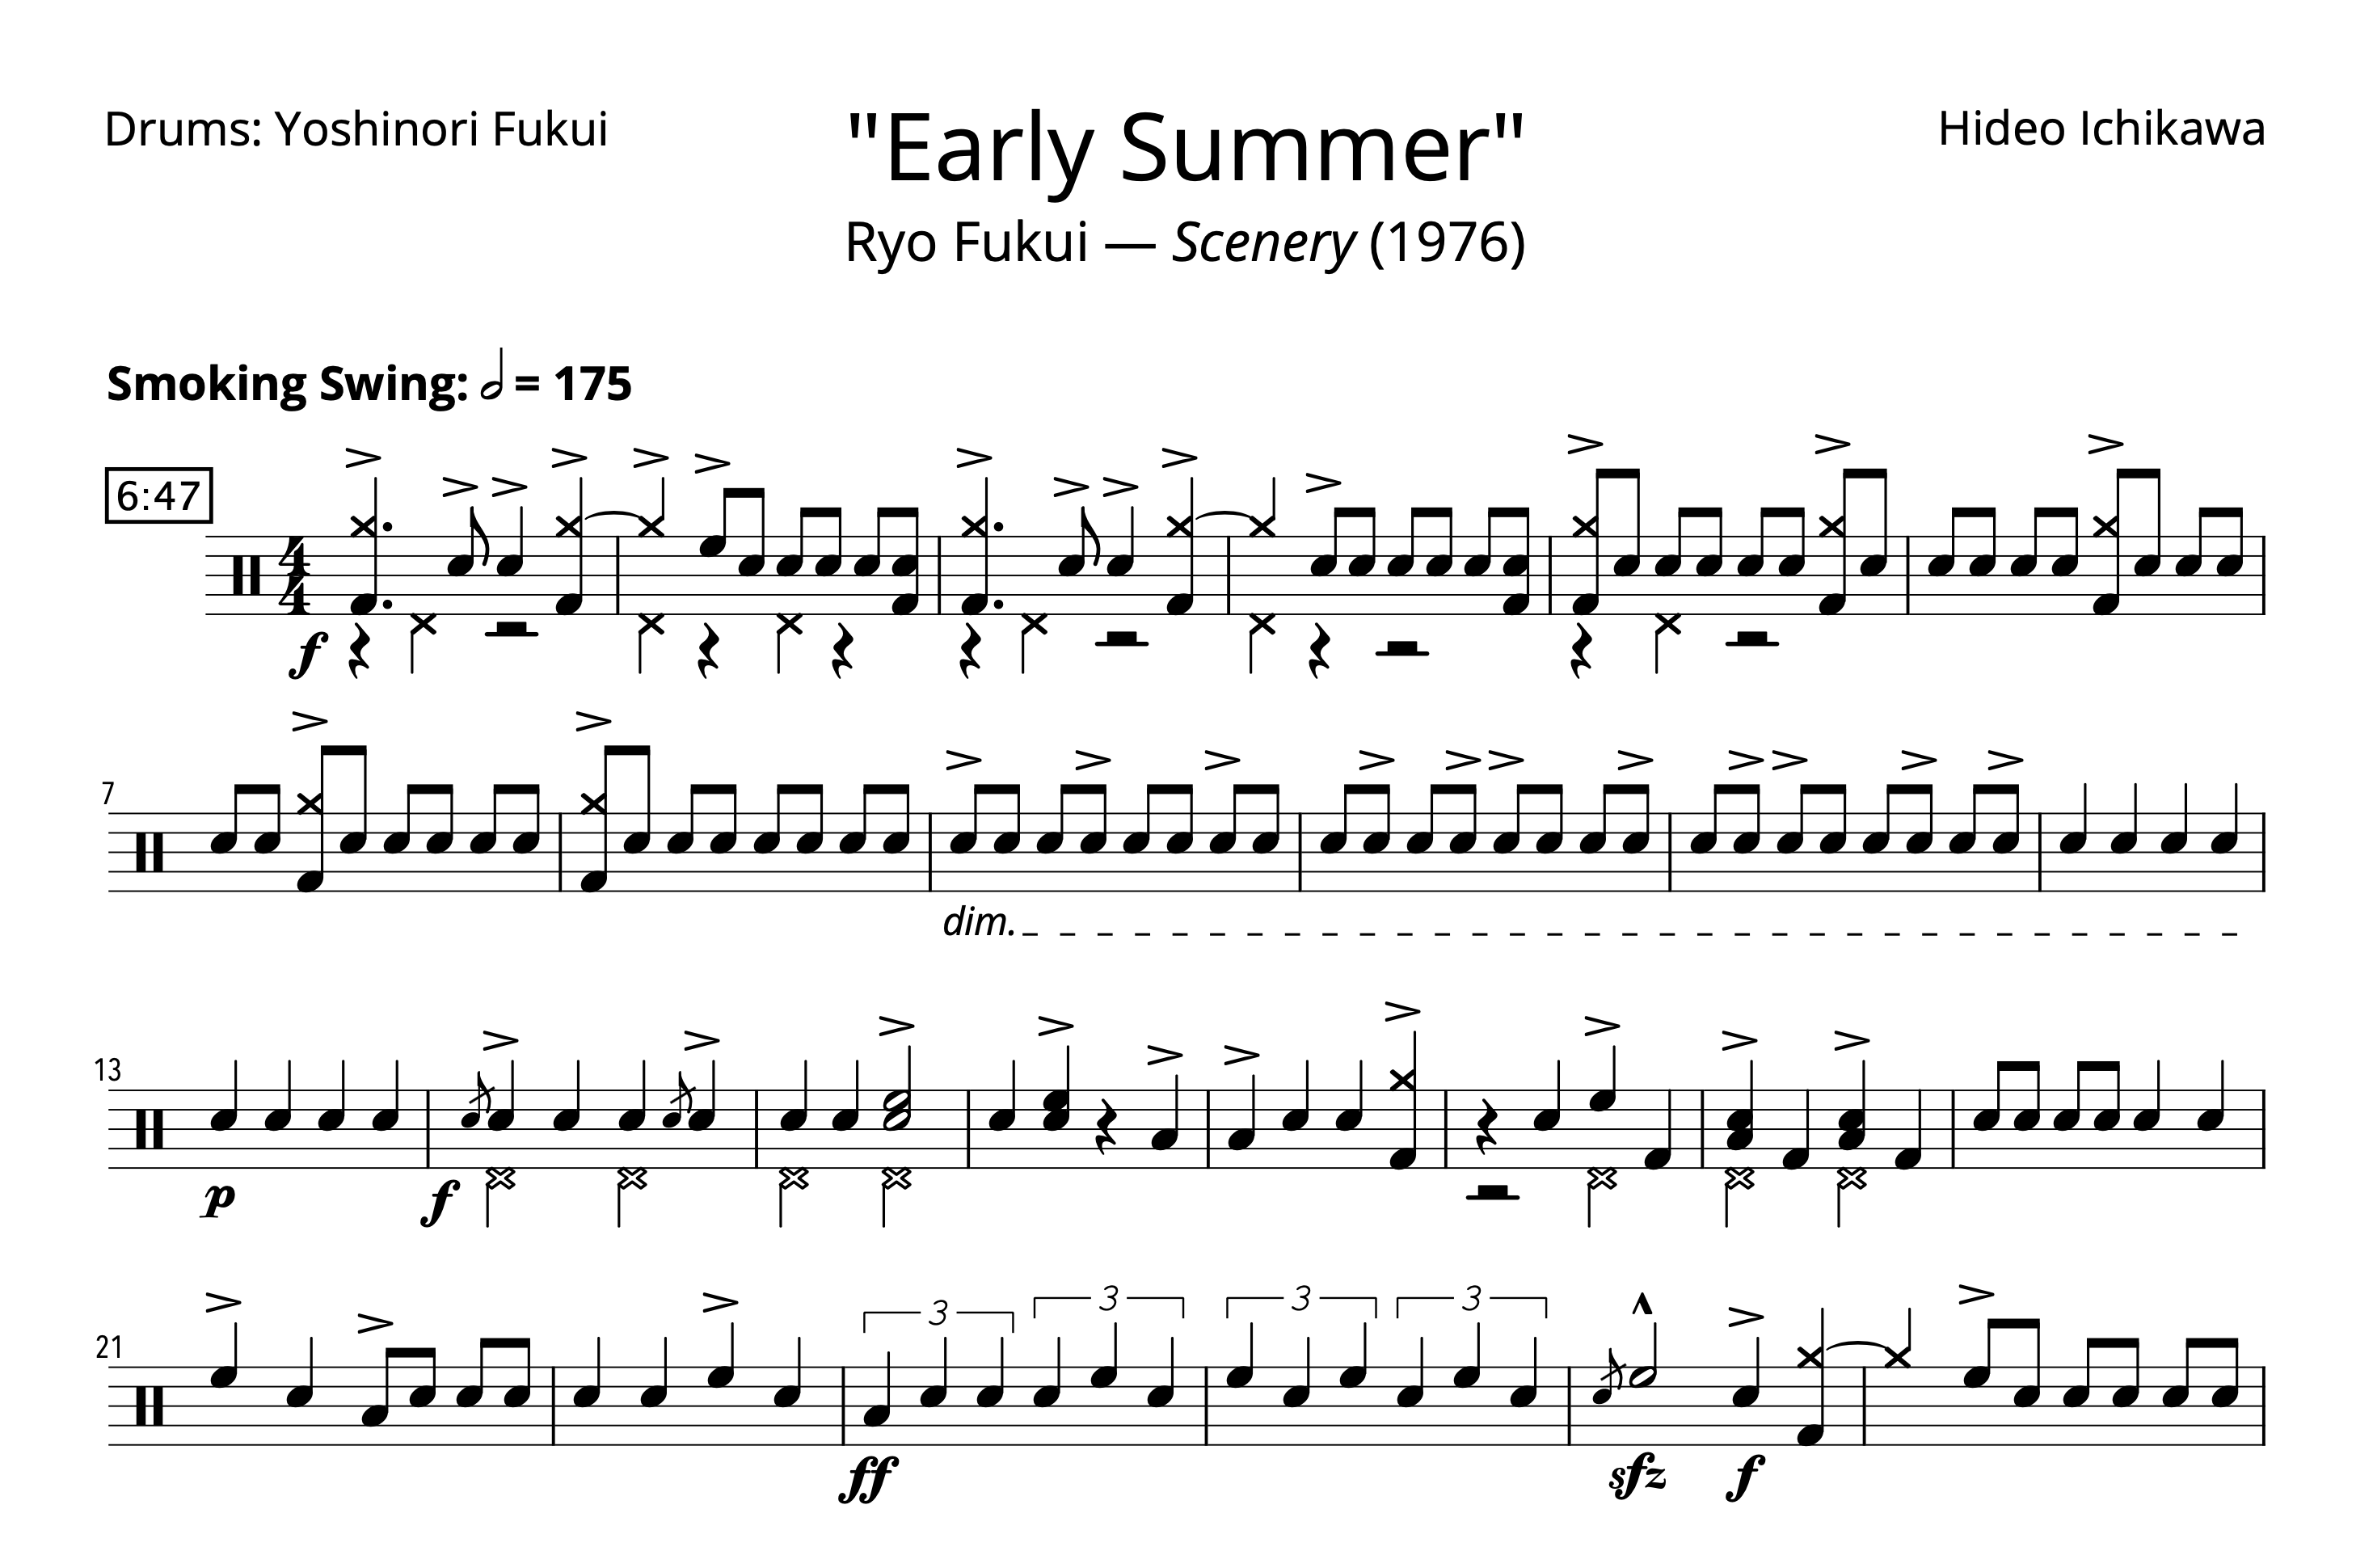 Drums: Yoshinori Fukui
"Early Summer"
Hideo Ichikawa
Ryo Fukui — Scenery (1976)
Smoking Swing: 𝅗𝅥 = 175
6:47
4
4
f
7
dim.
13
p
f
21
3
3
3
3
ff
sfz
f